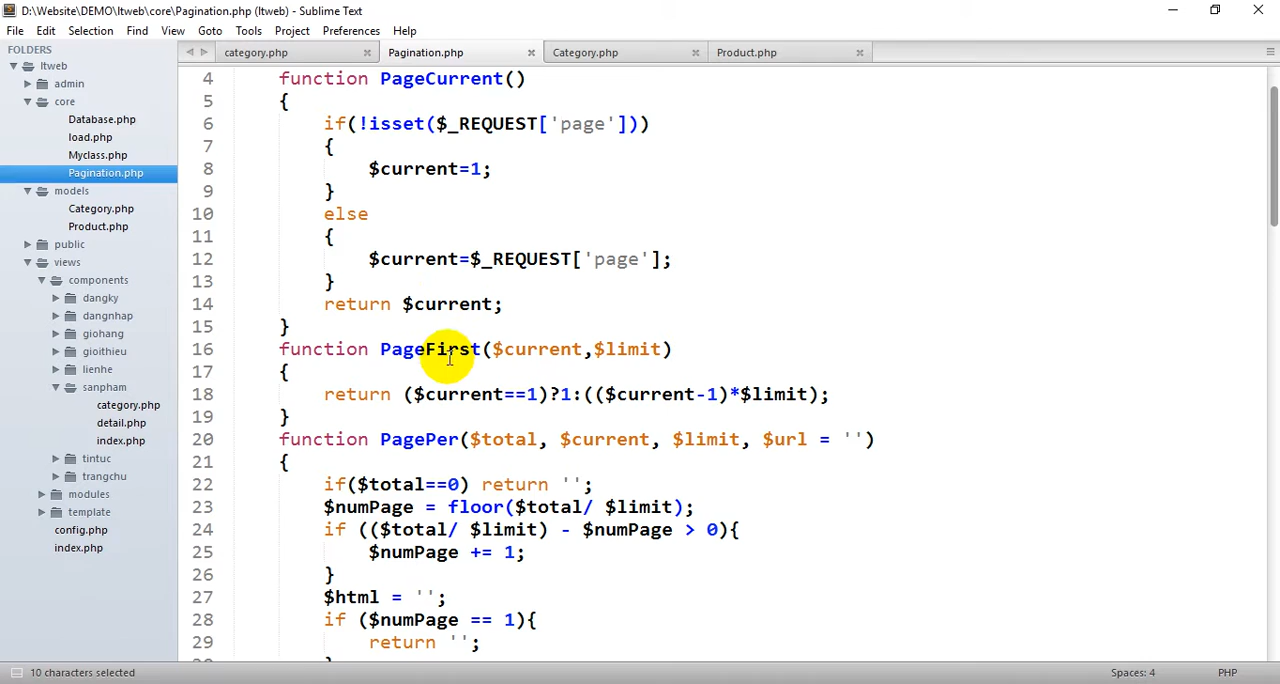 D:\Website\DEMO\ltweb\core\Pagination.php (ltweb) - Sublime Text
File Edit Selection Find View Goto Tools Project Preferences Help
FOLDERS
ltweb
admin
core
Database.php
load.php
Myclass.php
Pagination.php
models
Category.php
Product.php
public
views
components
dangky
dangnhap
giohang
gioithieu
lienhe
sanpham
category.php
detail.php
index.php
tintuc
trangchu
modules
template
config.php
index.php
category.php Pagination.php Category.php Product.php
4 function PageCurrent()
5 {
6 if(!isset($_REQUEST['page']))
7 {
8 $current=1;
9 }
10 else
11 {
12 $current=$_REQUEST['page'];
13 }
14 return $current;
15 }
16 function PageFirst($current,$limit)
17 {
18 return ($current==1)?1:(($current-1)*$limit);
19 }
20 function PagePer($total, $current, $limit, $url = '')
21 {
22 if($total==0) return '';
23 $numPage = floor($total/ $limit);
24 if (($total/ $limit) - $numPage > 0){
25 $numPage += 1;
26 }
27 $html = '';
28 if ($numPage == 1){
29 return '';
10 characters selected
Spaces: 4 PHP